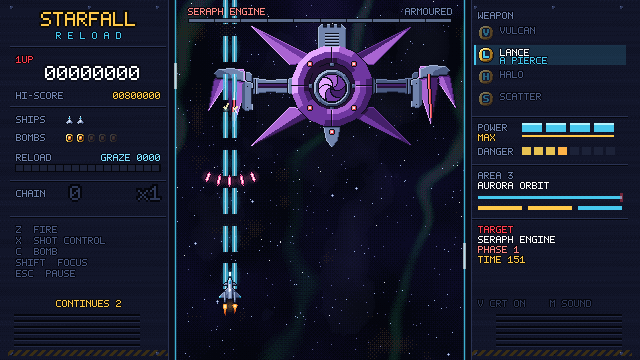 STARFALL
RELOAD
1UP
00000000
HI-SCORE 00800000
SHIPS
BOMBS
RELOAD GRAZE 0000
CHAIN 0 x1
Z FIRE
X SHOT CONTROL
C BOMB
SHIFT FOCUS
ESC PAUSE
CONTINUES 2
SERAPH ENGINE ARMOURED
WEAPON
V VULCAN
L LANCE
A PIERCE
H HALO
S SCATTER
POWER
MAX
DANGER
AREA 3
AURORA ORBIT
TARGET
SERAPH ENGINE
PHASE 1
TIME 151
V CRT ON M SOUND